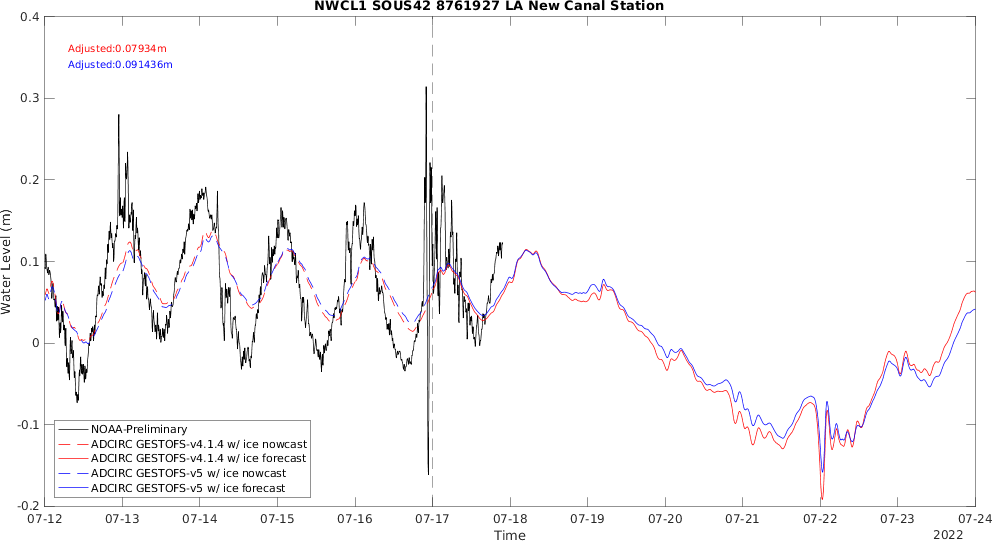 NWCL1 SOUS42 8761927 LA New Canal Station
0.4
Adjusted:0.07934m
Adjusted:0.091436m
0.3
0.2
0.1
0
-0.1
-0.2
Water Level (m)
NOAA-Preliminary
ADCIRC GESTOFS-v4.1.4 w/ ice nowcast
ADCIRC GESTOFS-v4.1.4 w/ ice forecast
ADCIRC GESTOFS-v5 w/ ice nowcast
ADCIRC GESTOFS-v5 w/ ice forecast
07-12 07-13 07-14 07-15 07-16 07-17 07-18 07-19 07-20 07-21 07-22 07-23 07-24
Time
2022